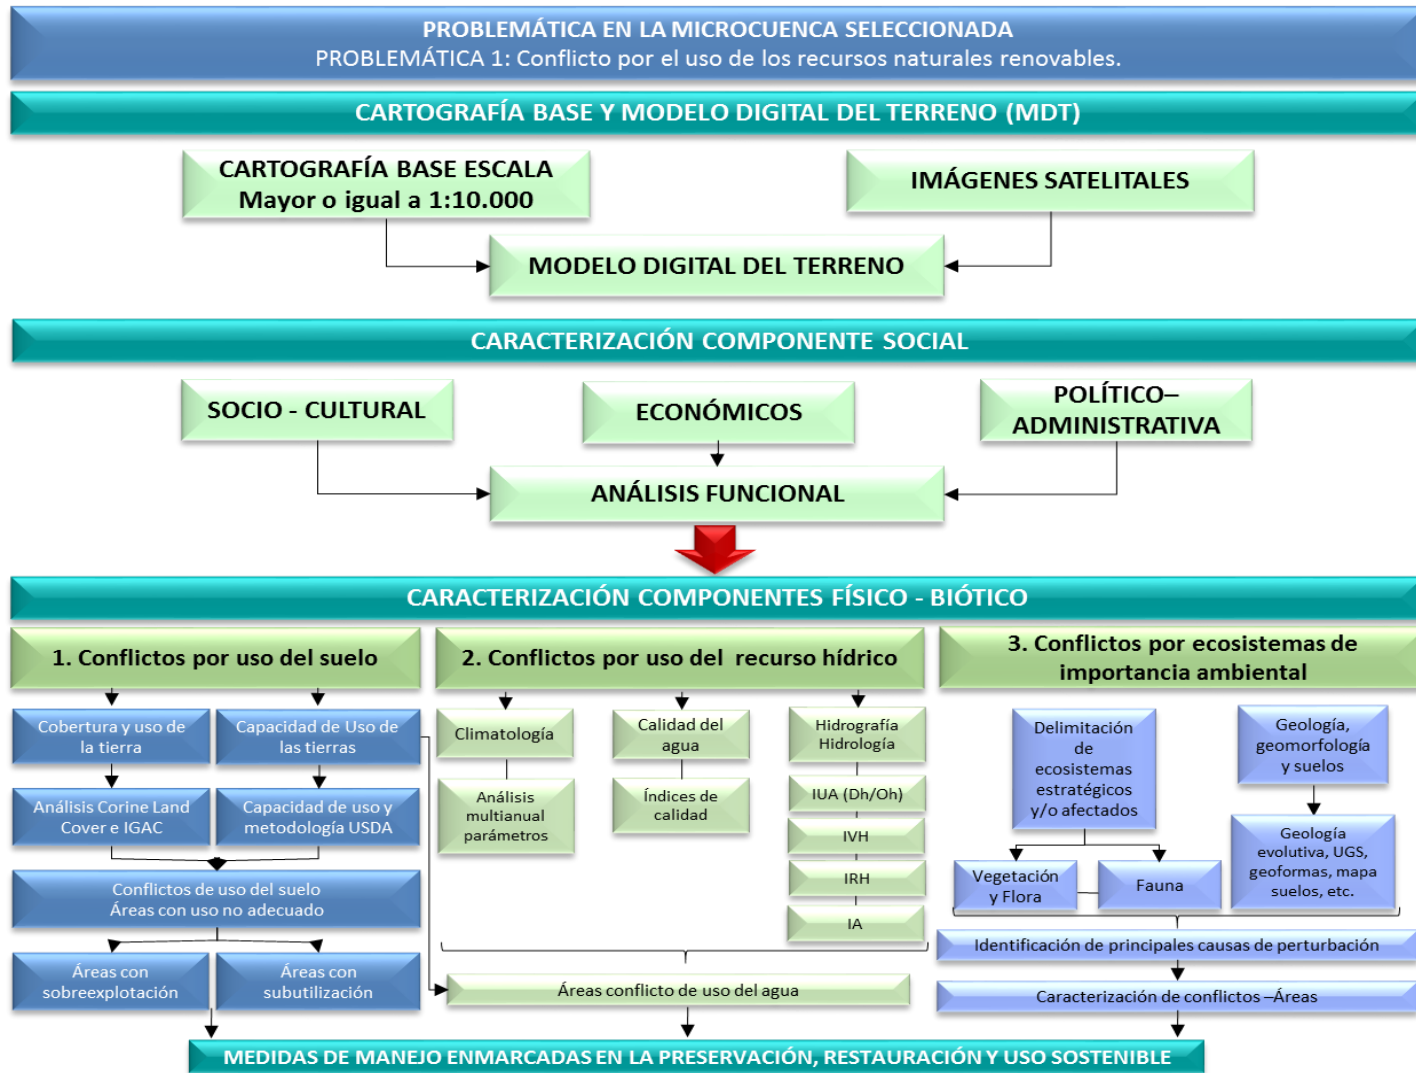 PROBLEMÁTICA EN LA MICROCUENCA SELECCIONADA
PROBLEMÁTICA 1: Conflicto por el uso de los recursos naturales renovables.
CARTOGRAFÍA BASE Y MODELO DIGITAL DEL TERRENO (MDT)
CARTOGRAFÍA BASE ESCALA
Mayor o igual a 1:10.000
IMÁGENES SATELITALES
MODELO DIGITAL DEL TERRENO
CARACTERIZACIÓN COMPONENTE SOCIAL
SOCIO - CULTURAL
ECONÓMICOS
POLÍTICO–
ADMINISTRATIVA
ANÁLISIS FUNCIONAL
CARACTERIZACIÓN COMPONENTES FÍSICO - BIÓTICO
1. Conflictos por uso del suelo
Cobertura y uso de
la tierra
Capacidad de Uso de
las tierras
Análisis Corine Land
Cover e IGAC
Capacidad de uso y
metodología USDA
Conflictos de uso del suelo
Áreas con uso no adecuado
Áreas con
sobreexplotación
Áreas con
subutilización
2. Conflictos por uso del recurso hídrico
Climatología
Calidad del
agua
Hidrografía
Hidrología
Análisis
multianual
parámetros
Índices de
calidad
IUA (Dh/Oh)
IVH
IRH
IA
Áreas conflicto de uso del agua
3. Conflictos por ecosistemas de
importancia ambiental
Delimitación
de
ecosistemas
estratégicos
y/o afectados
Geología,
geomorfología
y suelos
Vegetación
y Flora
Fauna
Geología
evolutiva, UGS,
geoformas, mapa
suelos, etc.
Identificación de principales causas de perturbación
Caracterización de conflictos –Áreas
MEDIDAS DE MANEJO ENMARCADAS EN LA PRESERVACIÓN, RESTAURACIÓN Y USO SOSTENIBLE